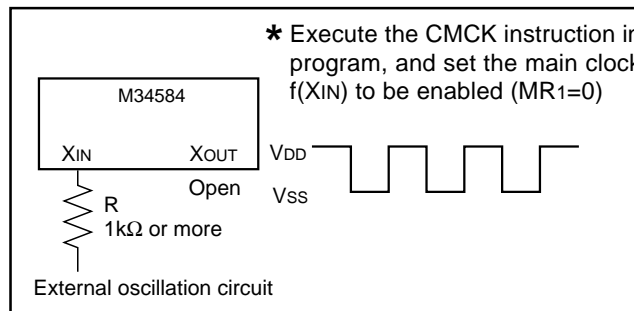 * Execute the CMCK instruction in
program, and set the main clock
f(XIN) to be enabled (MR1=0)
M34584
XIN XOUT
VDD
Open
VSS
R
1kΩ or more
External oscillation circuit